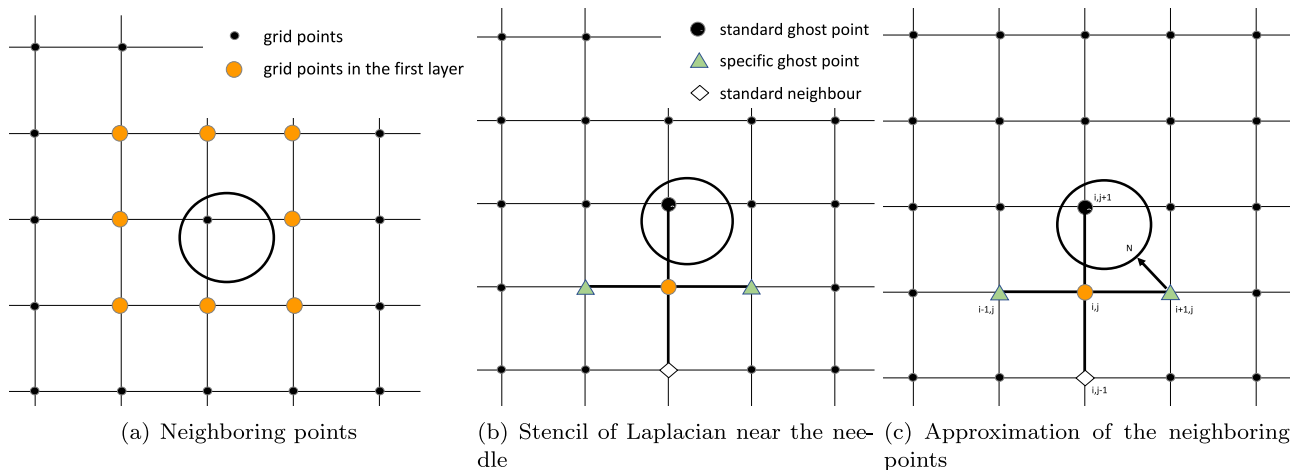 grid points
grid points in the first layer
(a) Neighboring points
standard ghost point
specific ghost point
standard neighbour
(b) Stencil of Laplacian near the nee-
dle
i,j+1
N
i-1,j
i,j
i+1,j
i,j-1
(c) Approximation of the neighboring
points